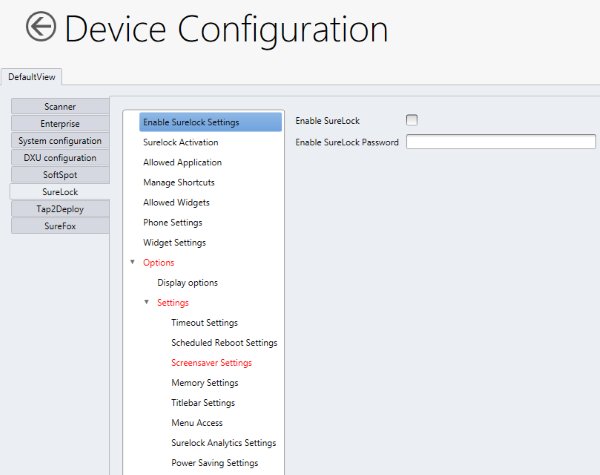 Device Configuration
DefaultView
Scanner
Enterprise
System configuration
DXU configuration
SoftSpot
SureLock
Tap2Deploy
SureFox
Enable Surelock Settings
Surelock Activation
Allowed Application
Manage Shortcuts
Allowed Widgets
Phone Settings
Widget Settings
Options
Display options
Settings
Timeout Settings
Scheduled Reboot Settings
Screensaver Settings
Memory Settings
Titlebar Settings
Menu Access
Surelock Analytics Settings
Power Saving Settings
Enable SureLock
Enable SureLock Password